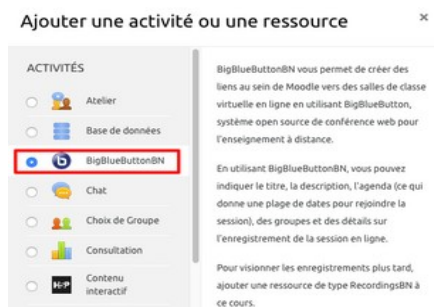 Ajouter une activité ou une ressource
×
ACTIVITÉS
Atelier
Base de données
BigBlueButtonBN
Chat
Choix de Groupe
Consultation
H-P
Contenu
interactif
BigBlueButtonBN vous permet de créer des
liens au sein de Moodle vers des salles de classe
virtuelle en ligne en utilisant BigBlueButton,
système open source de conférence web pour
l'enseignement à distance.
En utilisant BigBlueButtonBN, vous pouvez
indiquer le titre, la description, l'agenda (ce qui
donne une plage de dates pour rejoindre la
session), des groupes et des détails sur
l'enregistrement de la session en ligne.
Pour visionner les enregistrements plus tard,
ajouter une ressource de type RecordingsBN à
ce cours.